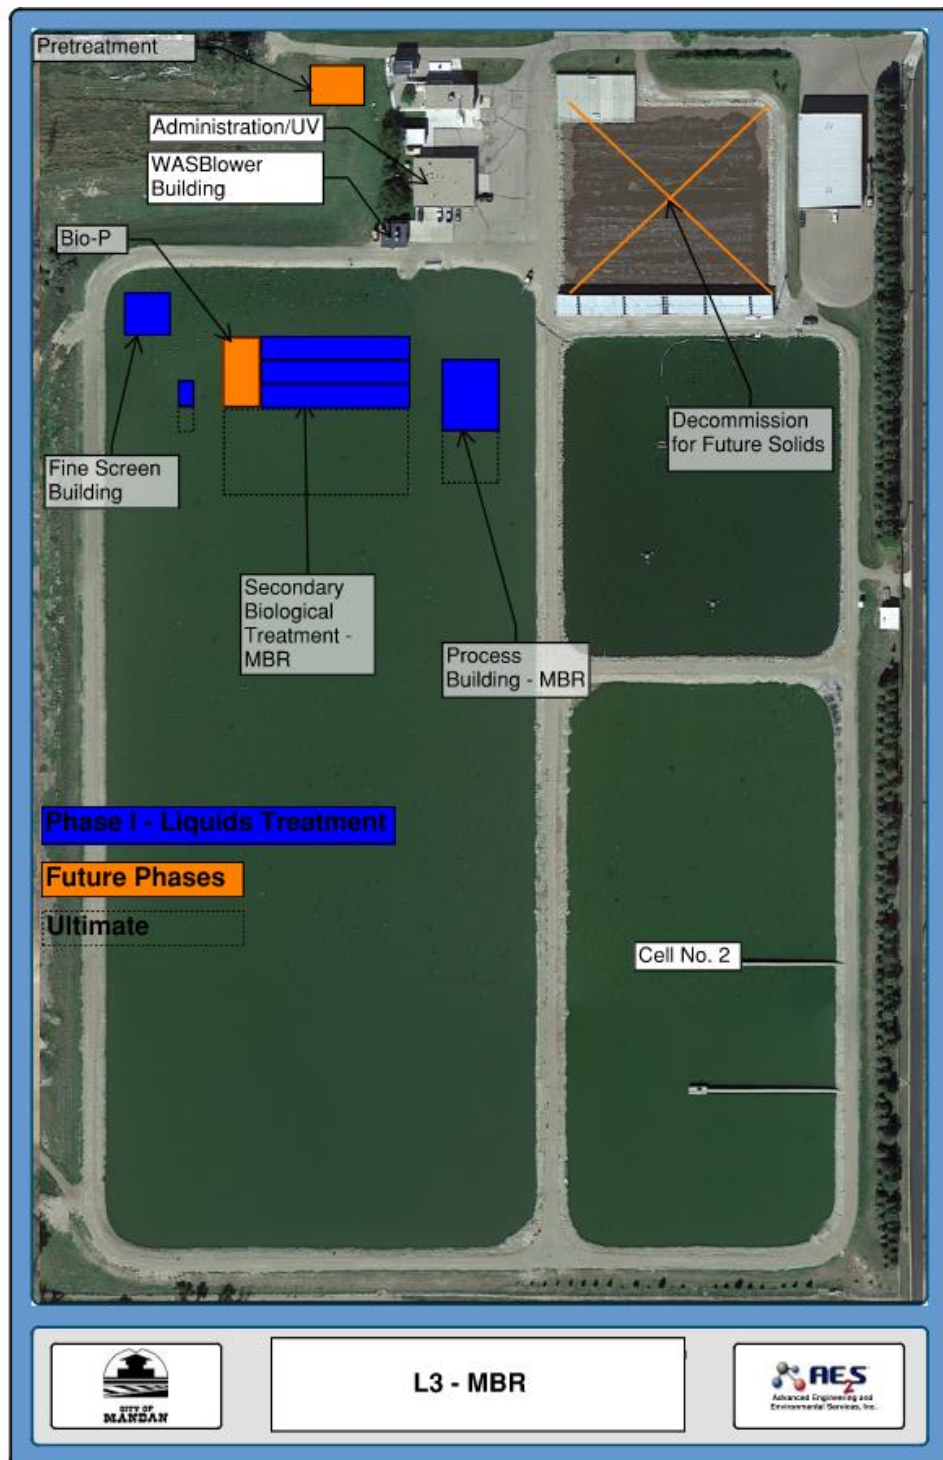 Pretreatment
Administration/UV
WASBlower
Building
Bio-P
Fine Screen
Building
Secondary
Biological
Treatment -
MBR
Process
Building - MBR
Decommission
for Future Solids
Phase I - Liquids Treatment
Future Phases
Ultimate
Cell No. 2
CITY OF
MANDAN
L3 - MBR
AE2S
Advanced Engineering and
Environmental Services, Inc.